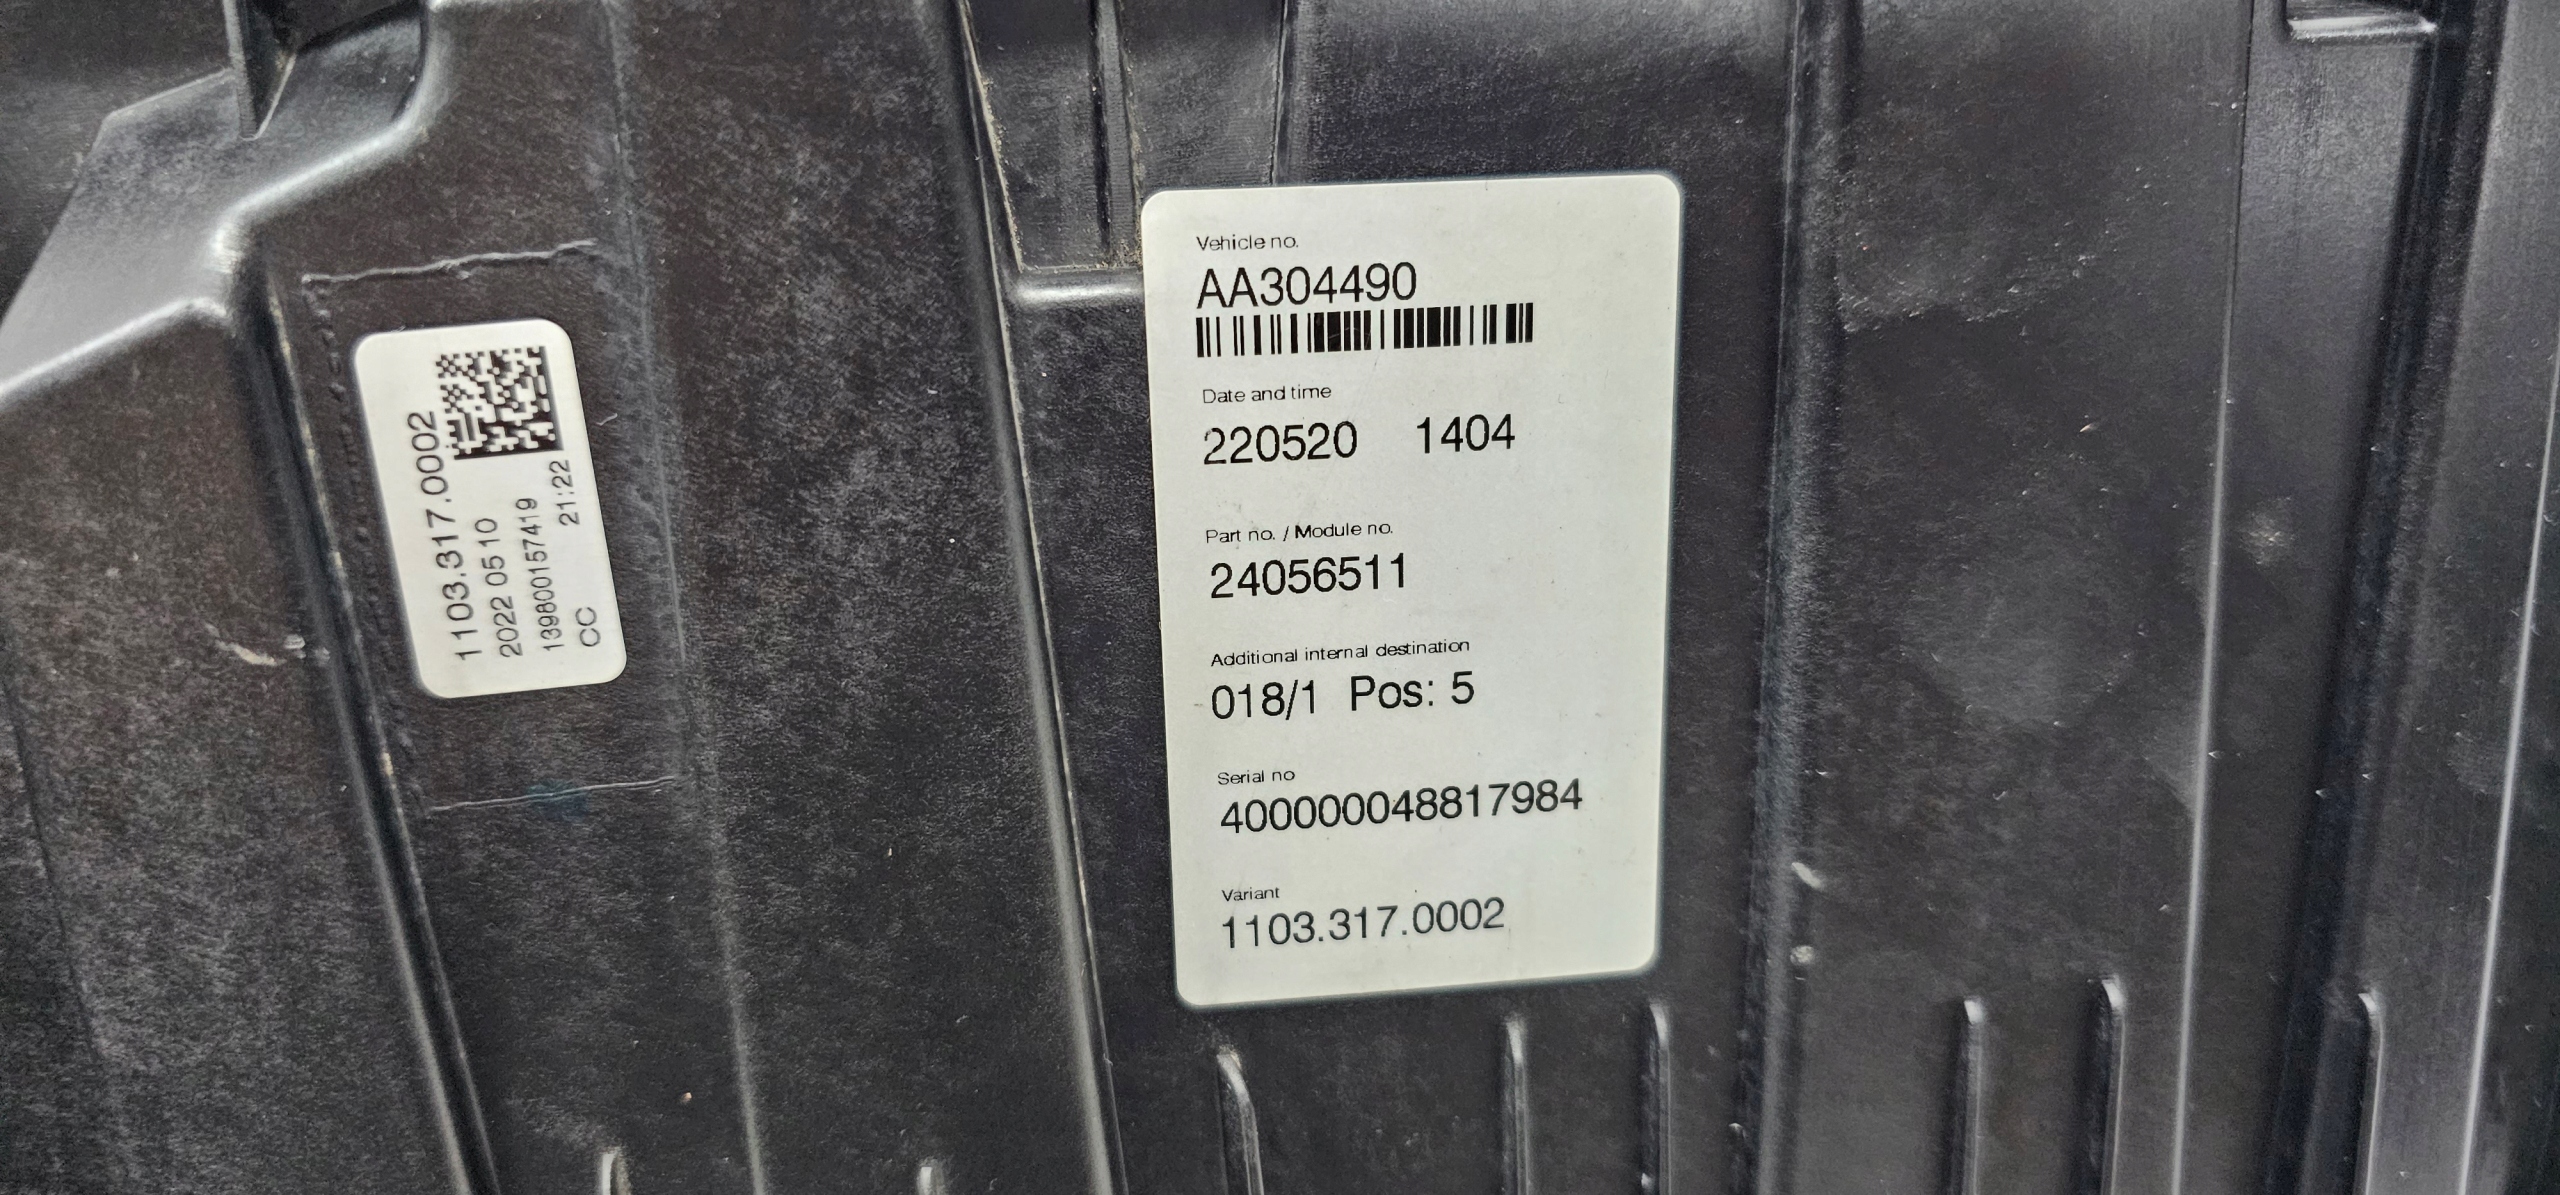 1103.317.0002
2022 05 10
139800157419
CC 21:22
Vehicle no.
AA304490
Date and time
220520 1404
Part no. / Module no.
24056511
Additional internal destination
018/1 Pos: 5
Serial no
400000048817984
Variant
1103.317.0002